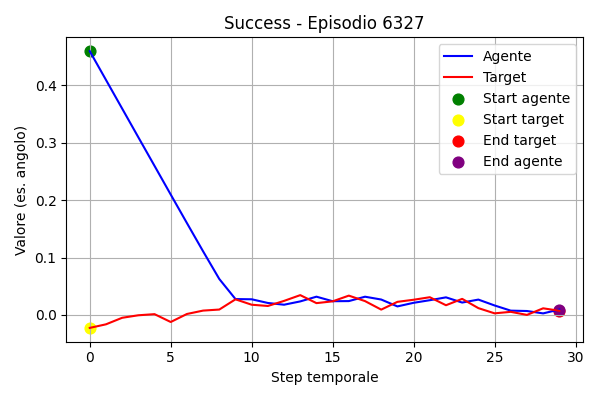 Success - Episodio 6327
Valore (es. angolo)
0.4
0.3
0.2
0.1
0.0
Agente
Target
Start agente
Start target
End target
End agente
0 5 10 15 20 25 30
Step temporale